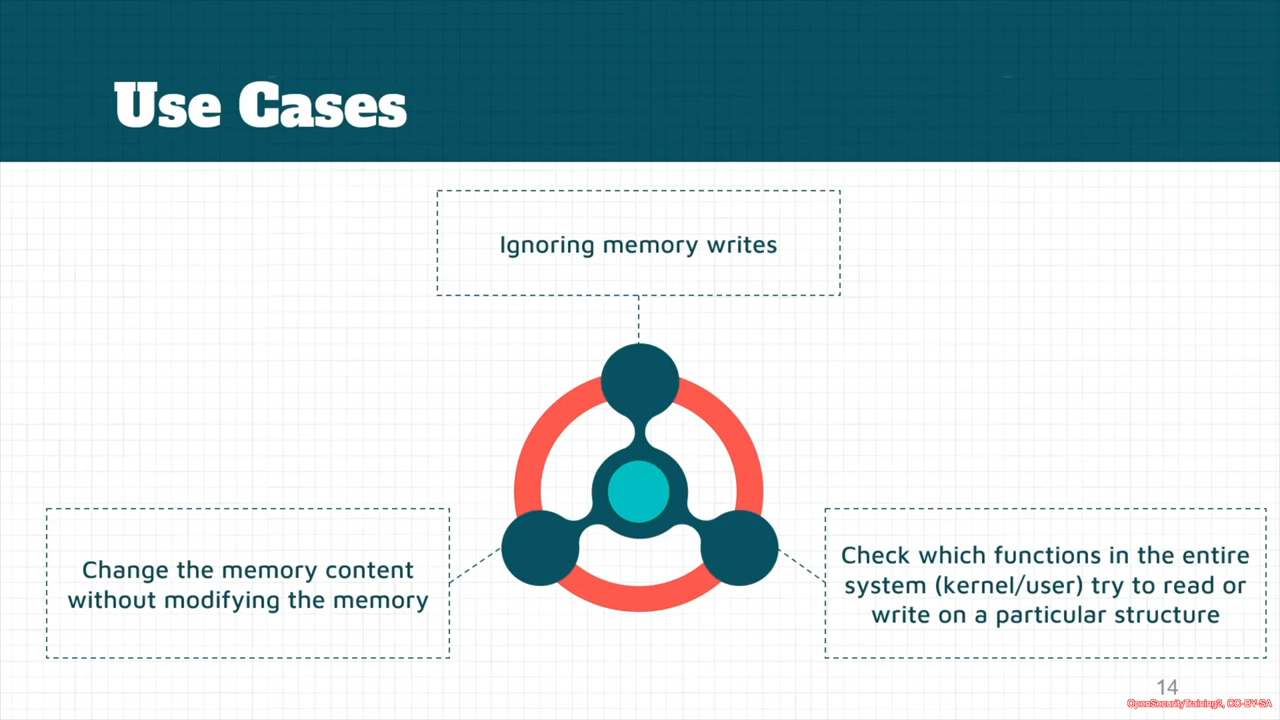 Use Cases
Ignoring memory writes
Change the memory content
without modifying the memory
Check which functions in the entire
system (kernel/user) try to read or
write on a particular structure
14
OpenSecurityTraining2, CC-BY-SA